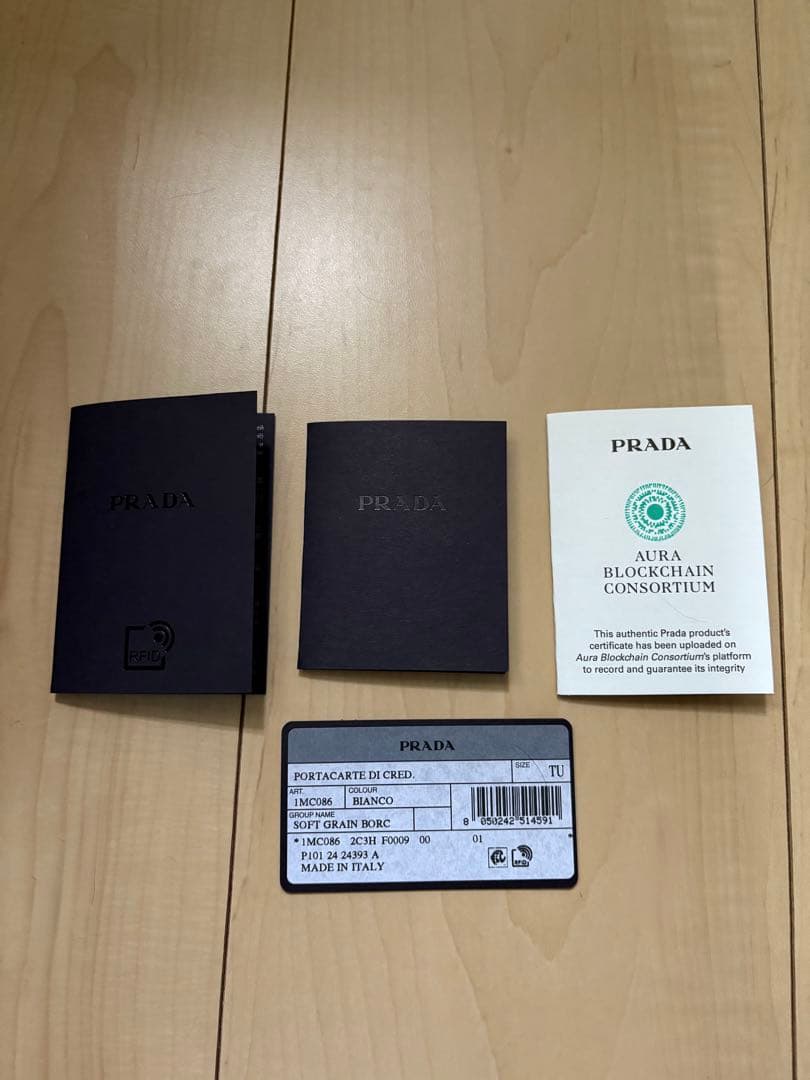 PRADA
RFID
PRADA
PRADA
AURA
BLOCKCHAIN
CONSORTIUM
This authentic Prada product's
certificate has been uploaded on
Aura Blockchain Consortium's platform
to record and guarantee its integrity
PRADA
PORTACARTE DI CRED.
SIZE TU
ART. COLOUR
1MC086 BIANCO
GROUP NAME
SOFT GRAIN BORC
8 050242 514591
*1MC086 2C3H F0009 00 01 *
P101 24 24393 A
MADE IN ITALY
RFID